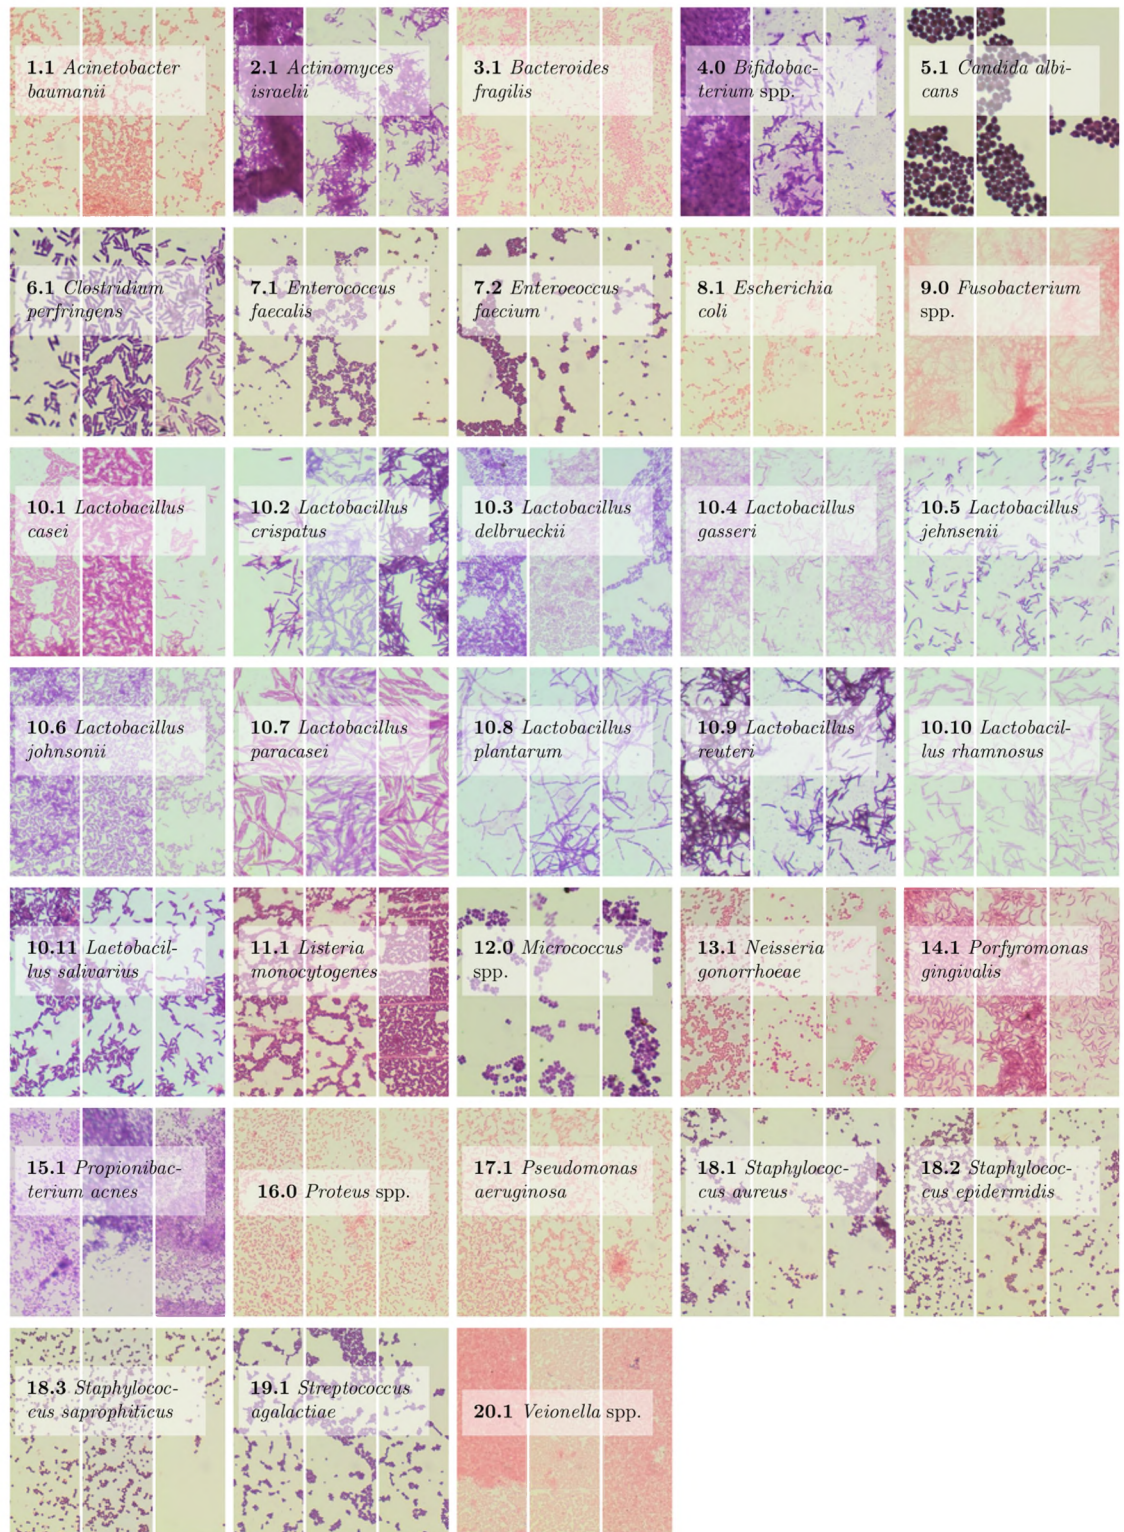 1.1 Acinetobacter
baumanii
2.1 Actinomyces
israelii
3.1 Bacteroides
fragilis
4.0 Bifidobac-
terium spp.
5.1 Candida albi-
cans
6.1 Clostridium
perfringens
7.1 Enterococcus
faecalis
7.2 Enterococcus
faecium
8.1 Escherichia
coli
9.0 Fusobacterium
spp.
10.1 Lactobacillus
casei
10.2 Lactobacillus
crispatus
10.3 Lactobacillus
delbrueckii
10.4 Lactobacillus
gasseri
10.5 Lactobacillus
jehnsenii
10.6 Lactobacillus
johnsonii
10.7 Lactobacillus
paracasei
10.8 Lactobacillus
plantarum
10.9 Lactobacillus
reuteri
10.10 Lactobacil-
lus rhamnosus
10.11 Lactobacil-
lus salivarius
11.1 Listeria
monocytogenes
12.0 Micrococcus
spp.
13.1 Neisseria
gonorrhoeae
14.1 Porfyromonas
gingivalis
15.1 Propionibac-
terium acnes
16.0 Proteus spp.
17.1 Pseudomonas
aeruginosa
18.1 Staphylococ-
cus aureus
18.2 Staphylococ-
cus epidermidis
18.3 Staphylococ-
cus saprophiticus
19.1 Streptococcus
agalactiae
20.1 Veionella spp.